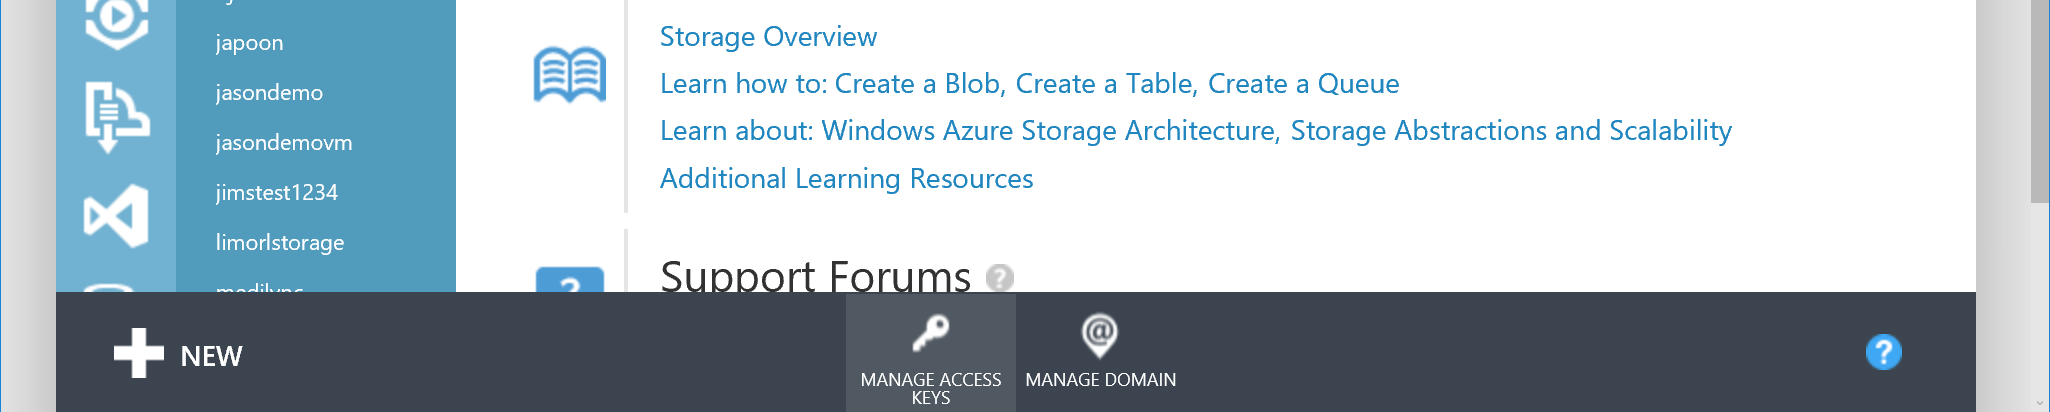 japoon
jasondemo
jasondemovm
jimstest1234
limorlstorage
Storage Overview
Learn how to: Create a Blob, Create a Table, Create a Queue
Learn about: Windows Azure Storage Architecture, Storage Abstractions and Scalability
Additional Learning Resources
Support Forums ?
NEW
MANAGE ACCESS
KEYS
MANAGE DOMAIN
?